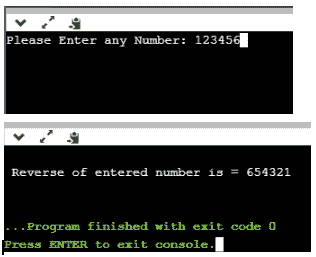 Please Enter any Number: 123456
Reverse of entered number is = 654321
...Program finished with exit code 0
Press ENTER to exit console.